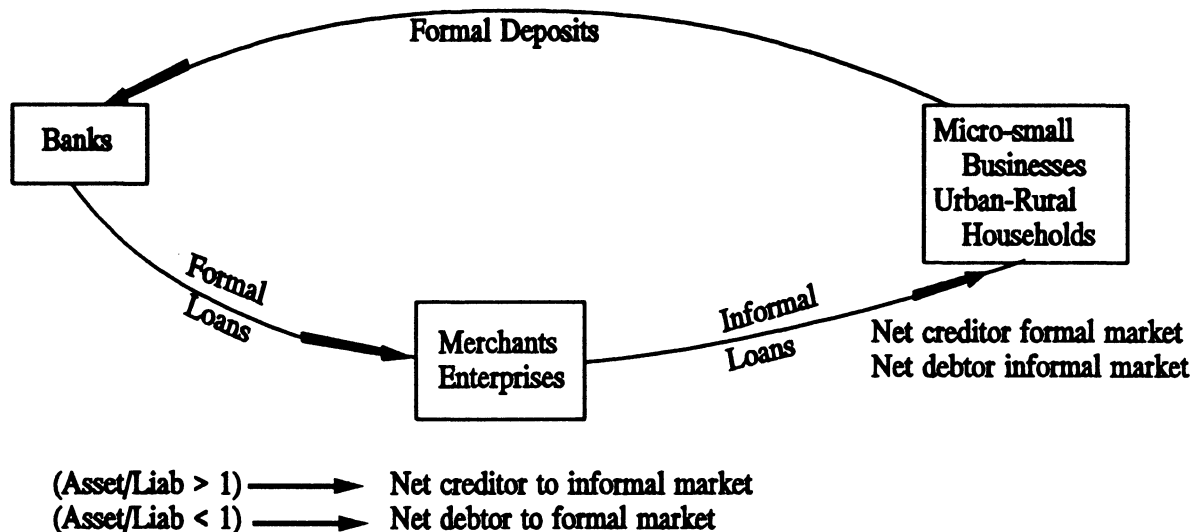 Formal Deposits
Banks
Micro-small
Businesses
Urban-Rural
Households
Formal
Loans
Merchants
Enterprises
Informal
Loans
Net creditor formal market
Net debtor informal market
(Asset/Liab > 1) Net creditor to informal market
(Asset/Liab < 1) Net debtor to formal market